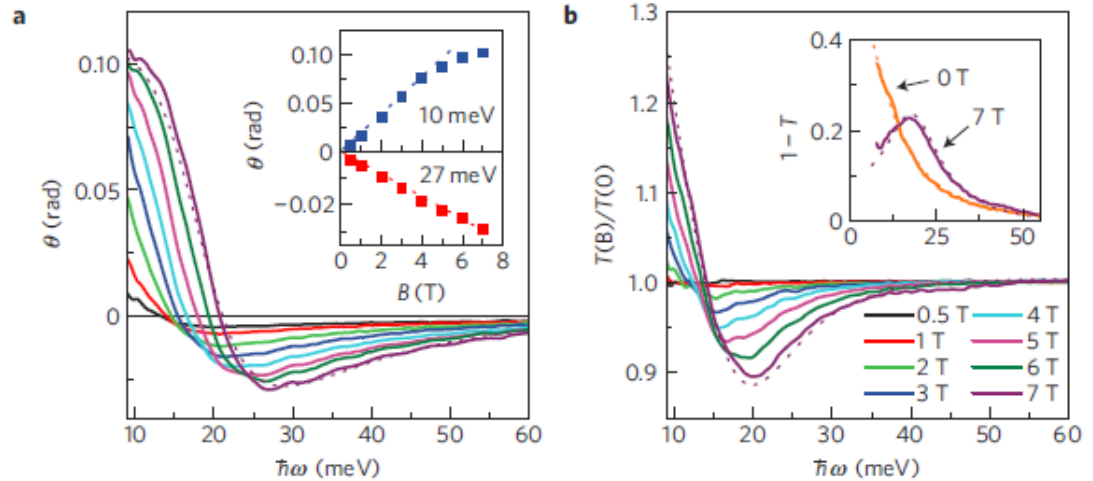 a
θ (rad)
0.10
0.05
0
10
20
30
40
50
60
ħω (meV)
θ (rad)
0.10
0.05
0
−0.02
10 meV
27 meV
0
2
4
6
8
B (T)
b
T(B)/T(0)
1.3
1.2
1.1
1.0
0.9
10
20
30
40
50
60
ħω (meV)
1 − T
0.4
0.2
0
0 T
7 T
0
25
50
0.5 T
4 T
1 T
5 T
2 T
6 T
3 T
7 T